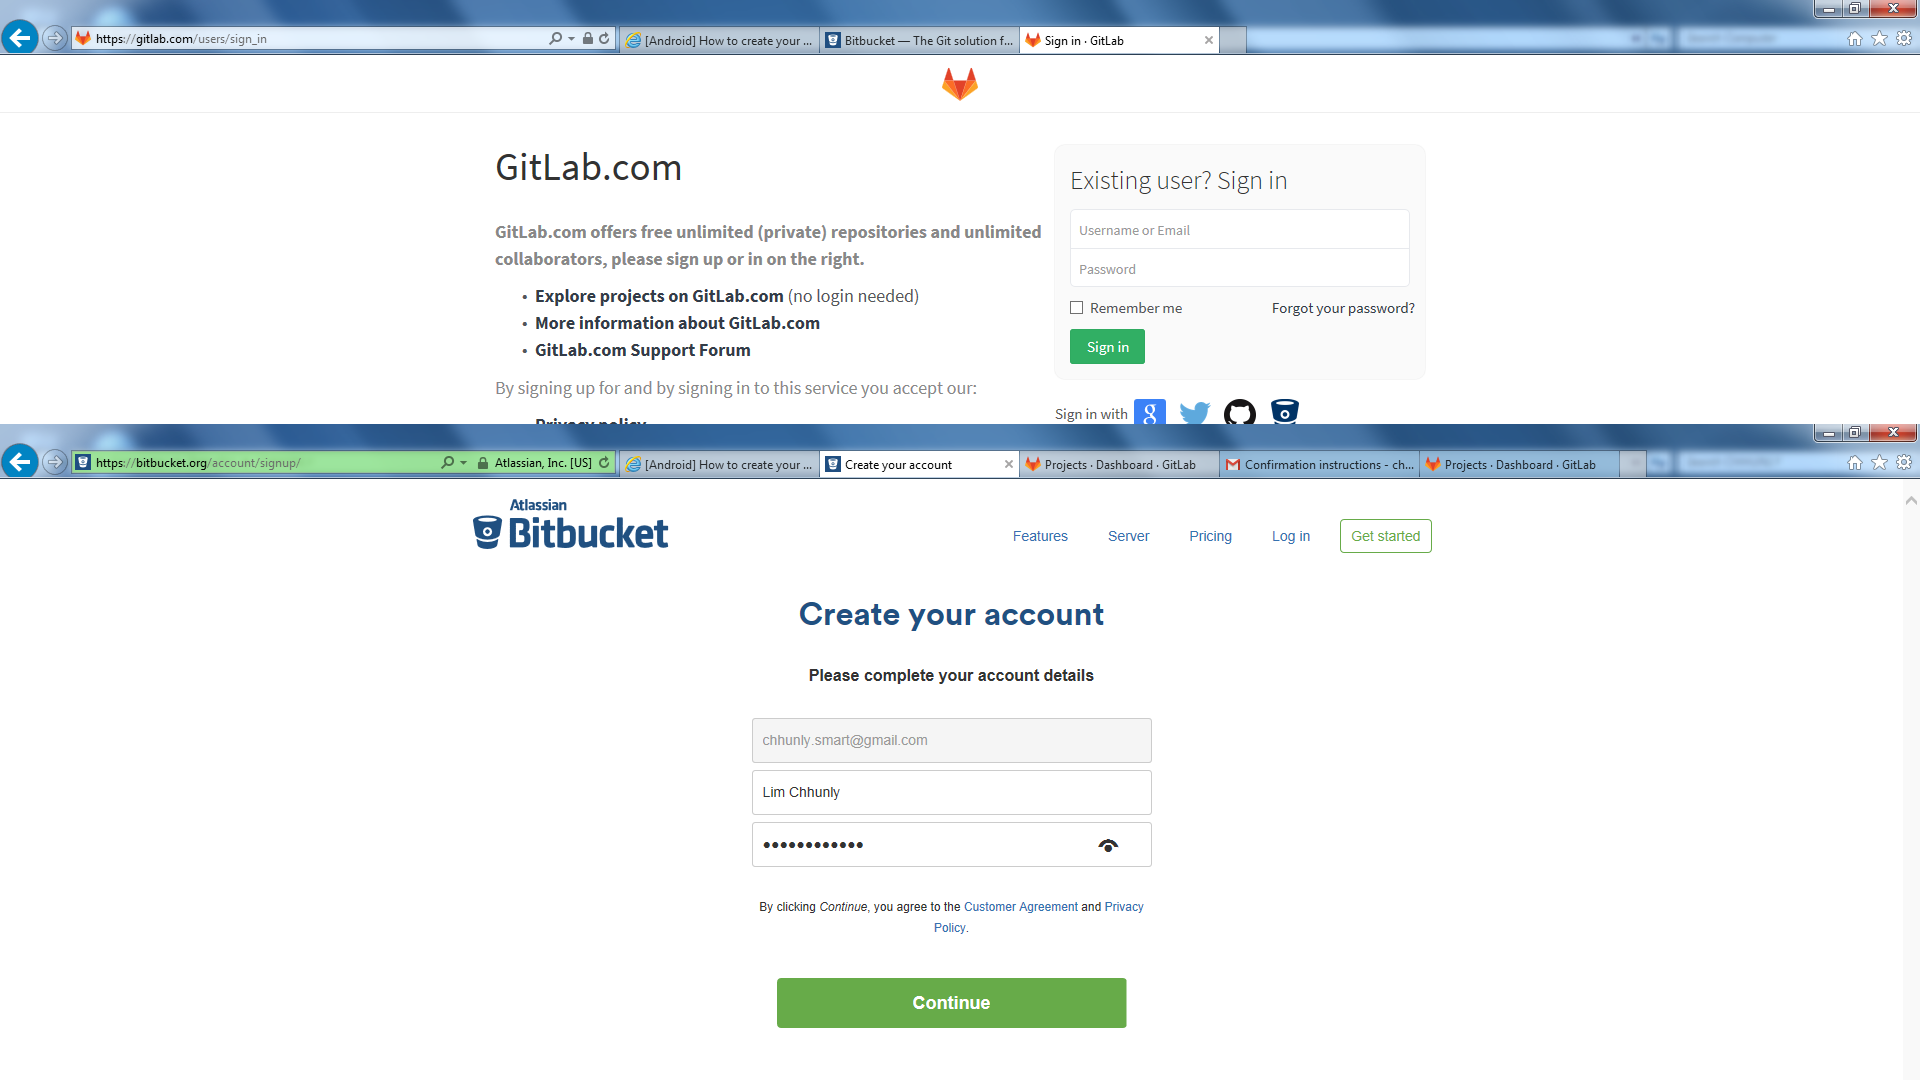 https://gitlab.com/users/sign_in
[Android] How to create your ...
Bitbucket — The Git solution f...
Sign in · GitLab
GitLab.com
GitLab.com offers free unlimited (private) repositories and unlimited
collaborators, please sign up or in on the right.
• Explore projects on GitLab.com (no login needed)
• More information about GitLab.com
• GitLab.com Support Forum
By signing up for and by signing in to this service you accept our:
Privacy policy
Existing user? Sign in
Username or Email
Password
Remember me
Forgot your password?
Sign in
Sign in with
https://bitbucket.org/account/signup/
Atlassian, Inc. [US]
[Android] How to create your ...
Create your account
Projects · Dashboard · GitLab
Confirmation instructions - ch...
Projects · Dashboard · GitLab
Atlassian
Bitbucket
Features
Server
Pricing
Log in
Get started
Create your account
Please complete your account details
chhunly.smart@gmail.com
Lim Chhunly
By clicking Continue, you agree to the Customer Agreement and Privacy
Policy.
Continue